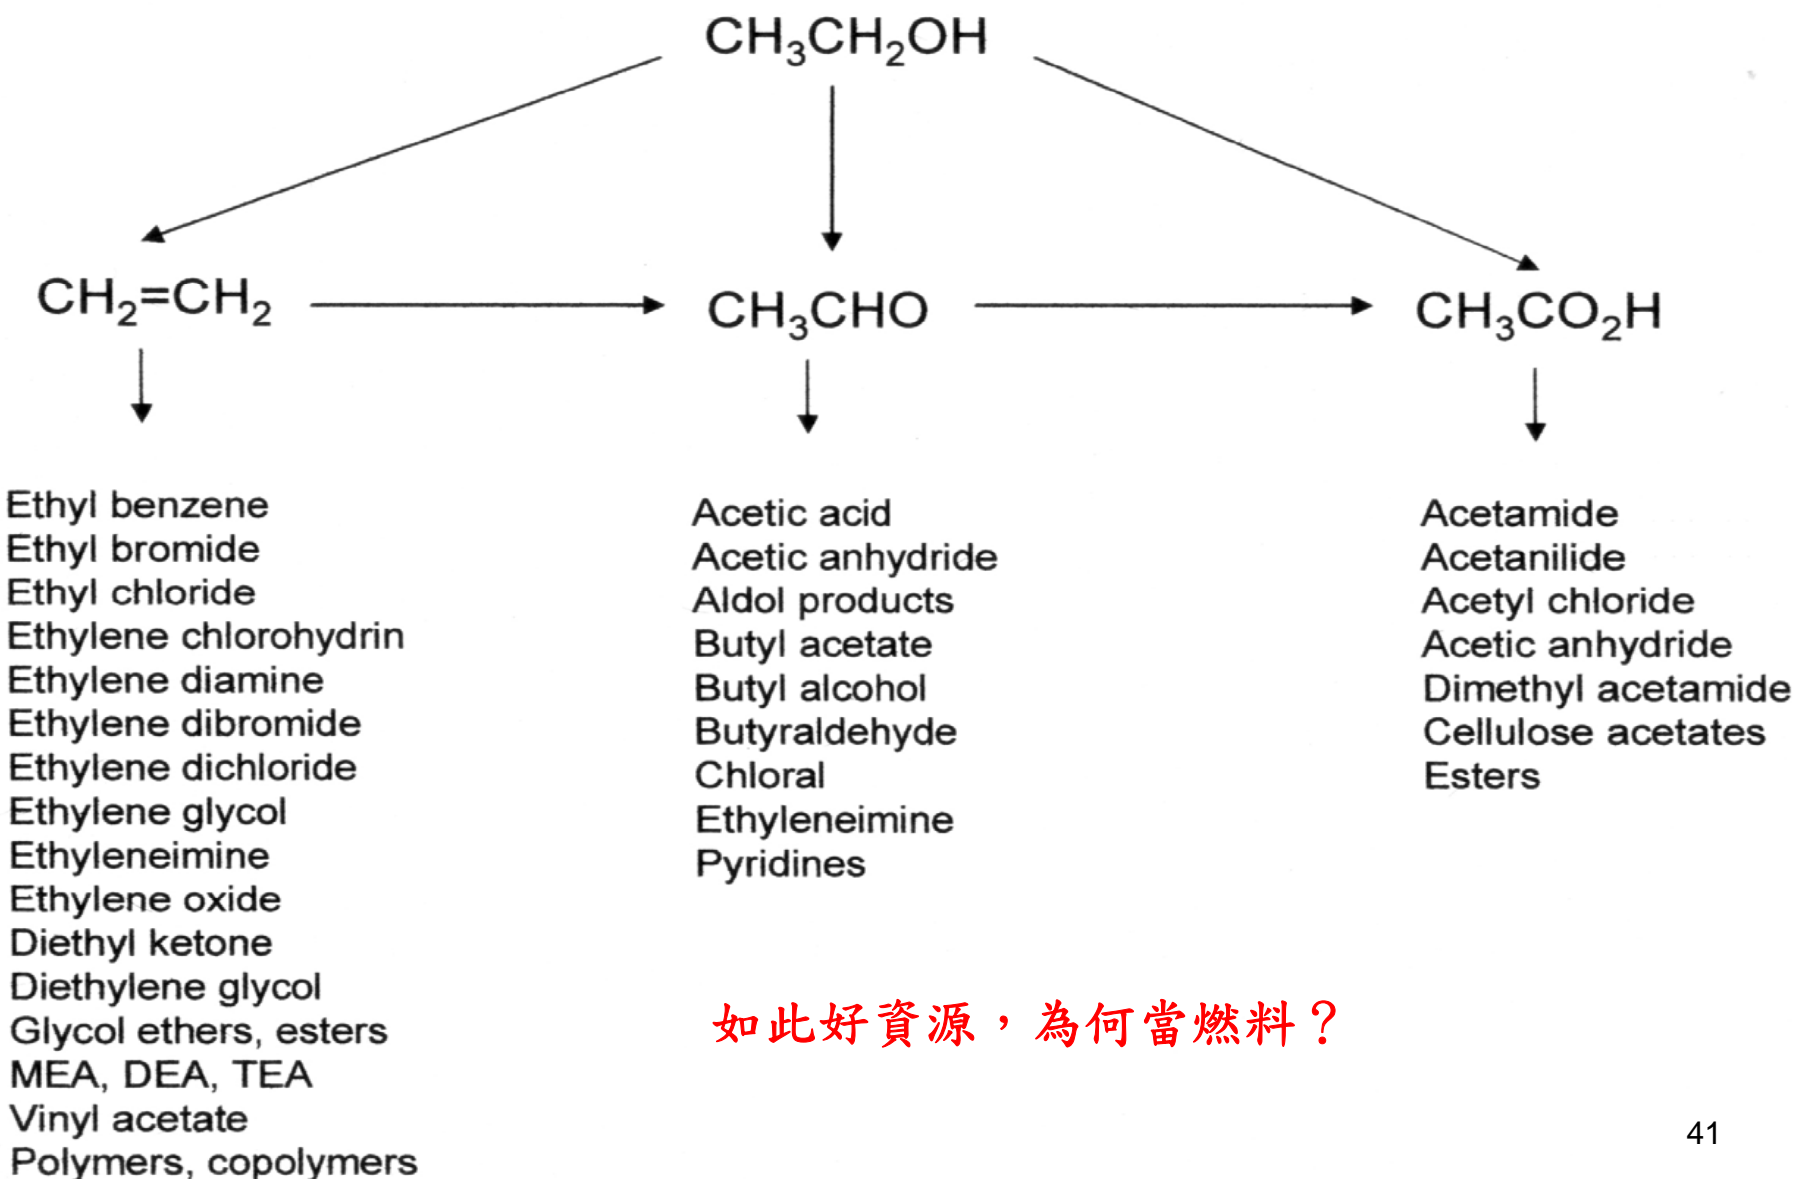 CH₃CH₂OH
CH₂=CH₂
CH₃CHO
CH₃CO₂H
Ethyl benzene
Ethyl bromide
Ethyl chloride
Ethylene chlorohydrin
Ethylene diamine
Ethylene dibromide
Ethylene dichloride
Ethylene glycol
Ethyleneimine
Ethylene oxide
Diethyl ketone
Diethylene glycol
Glycol ethers, esters
MEA, DEA, TEA
Vinyl acetate
Polymers, copolymers
Acetic acid
Acetic anhydride
Aldol products
Butyl acetate
Butyl alcohol
Butyraldehyde
Chloral
Ethyleneimine
Pyridines
Acetamide
Acetanilide
Acetyl chloride
Acetic anhydride
Dimethyl acetamide
Cellulose acetates
Esters
如此好資源，為何當燃料？
41